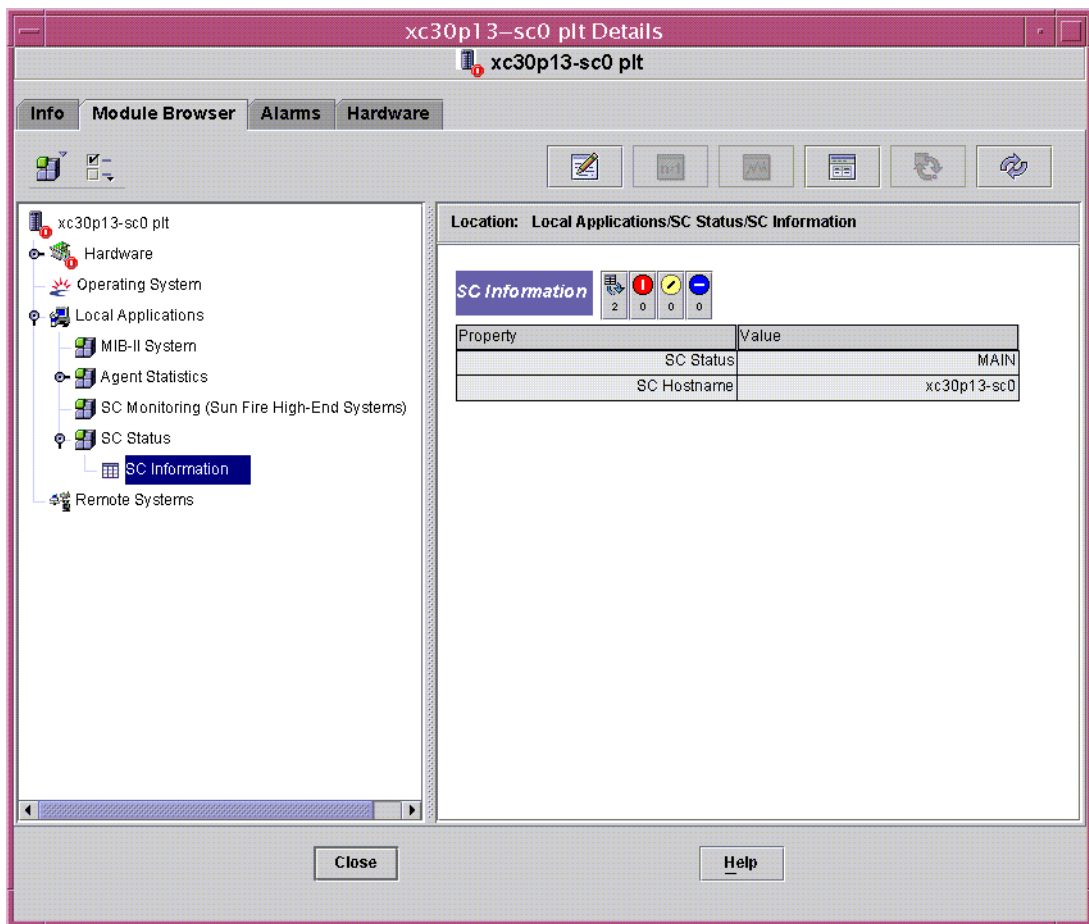 xc30p13–sc0 plt Details
xc30p13-sc0 plt
Info Module Browser Alarms Hardware
xc30p13-sc0 plt
Hardware
Operating System
Local Applications
MIB-II System
Agent Statistics
SC Monitoring (Sun Fire High-End Systems)
SC Status
SC Information
Remote Systems
Location: Local Applications/SC Status/SC Information
SC Information
2 0 0 0
Property Value
SC Status MAIN
SC Hostname xc30p13-sc0
Close Help